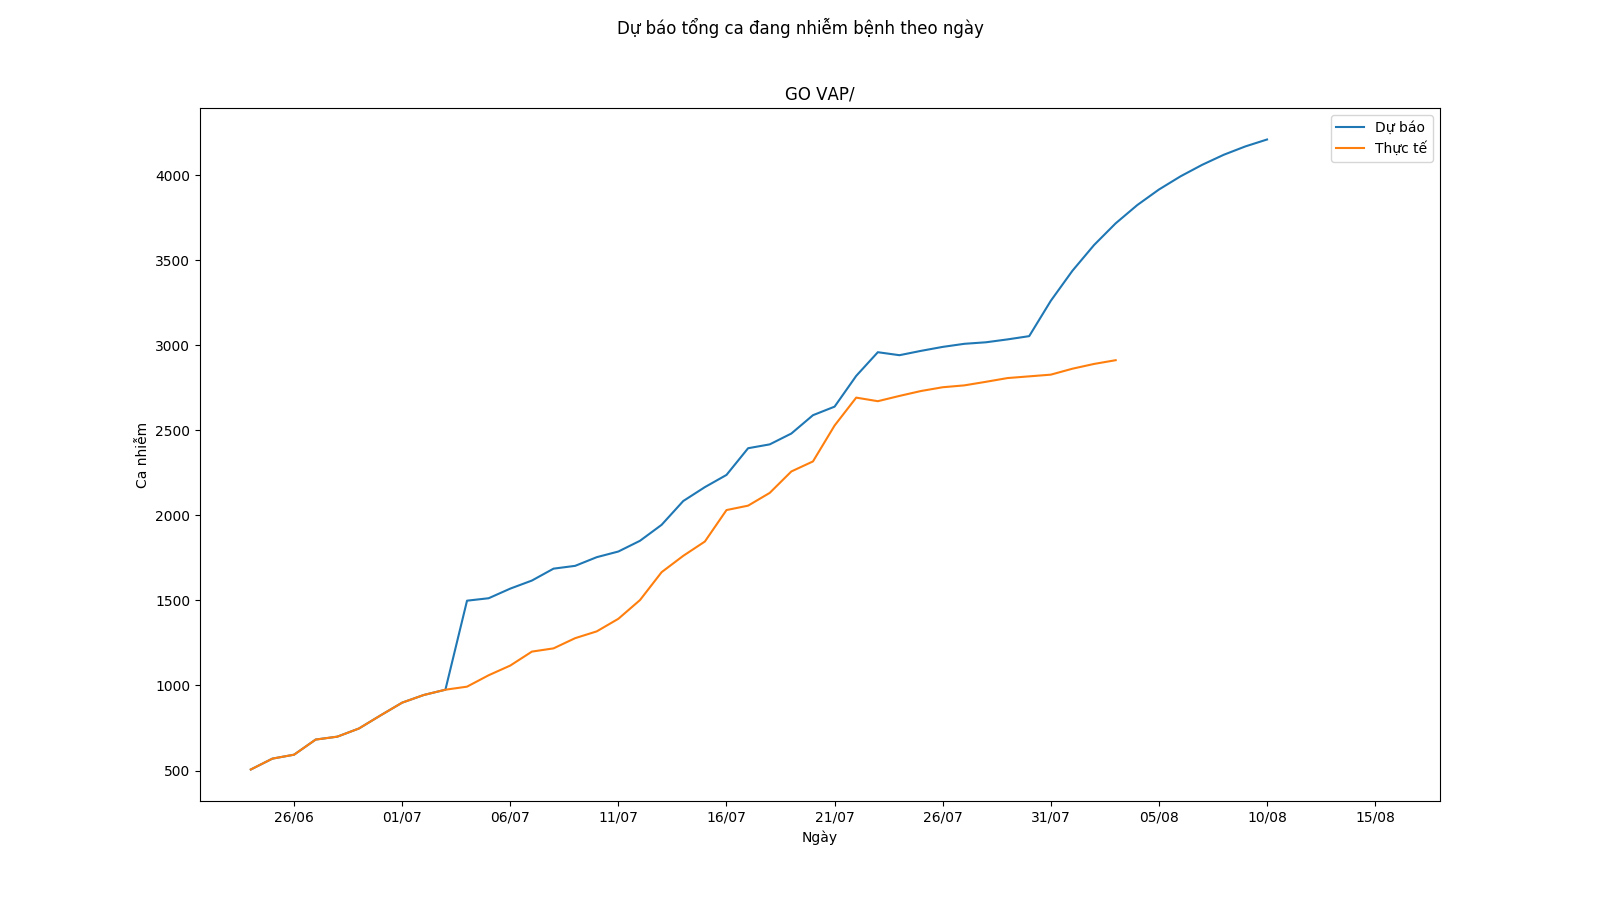 Dự báo tổng ca đang nhiễm bệnh theo ngày
GO VAP/
Dự báo
Thực tế
4000
3500
3000
2500
2000
1500
1000
500
Ca nhiễm
26/06 01/07 06/07 11/07 16/07 21/07 26/07 31/07 05/08 10/08 15/08
Ngày